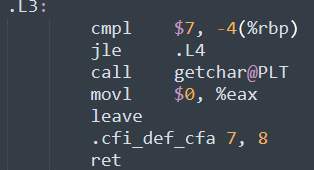 .L3:
cmpl $7, -4(%rbp)
jle .L4
call getchar@PLT
movl $0, %eax
leave
.cfi_def_cfa 7, 8
ret